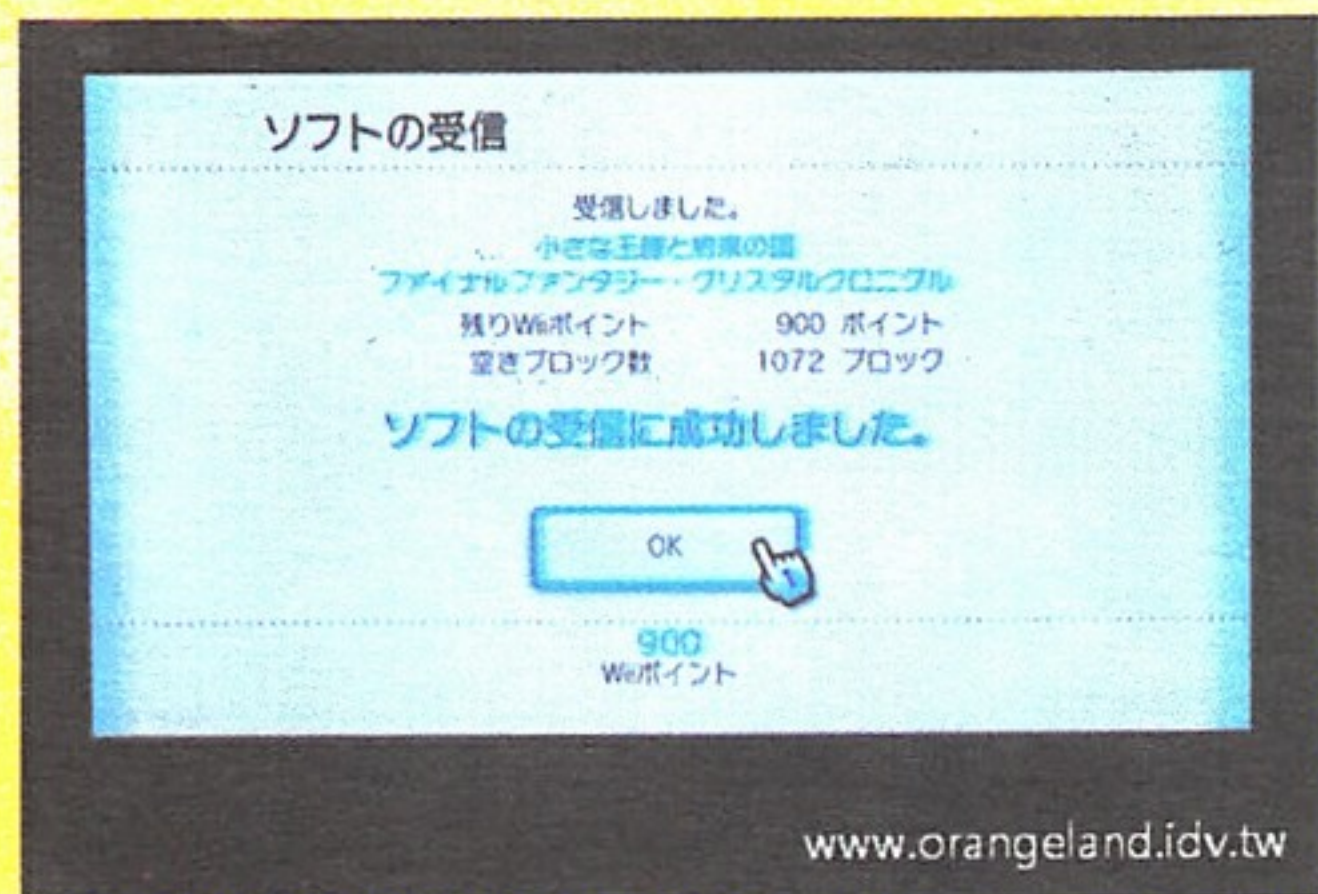 ソフトの受信
受信しました。
小さな王様と約束の国
ファイナルファンタジー・クリスタルクロニクル
残りWiiポイント 900 ポイント
空きブロック数 1072 ブロック
ソフトの受信に成功しました。
OK
1
900
Wiiポイント
www.orangeland.idv.tw